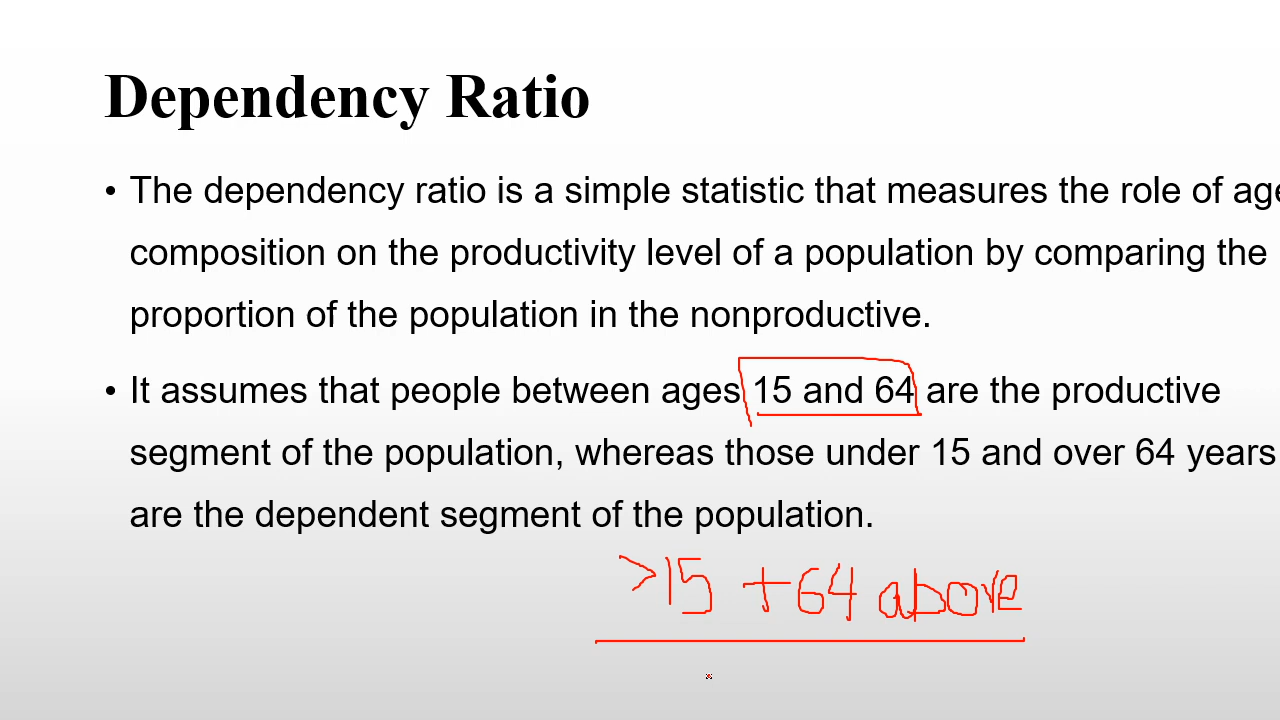 Dependency Ratio
• The dependency ratio is a simple statistic that measures the role of age
composition on the productivity level of a population by comparing the
proportion of the population in the nonproductive.
• It assumes that people between ages 15 and 64 are the productive
segment of the population, whereas those under 15 and over 64 years
are the dependent segment of the population.
>15 +64 above